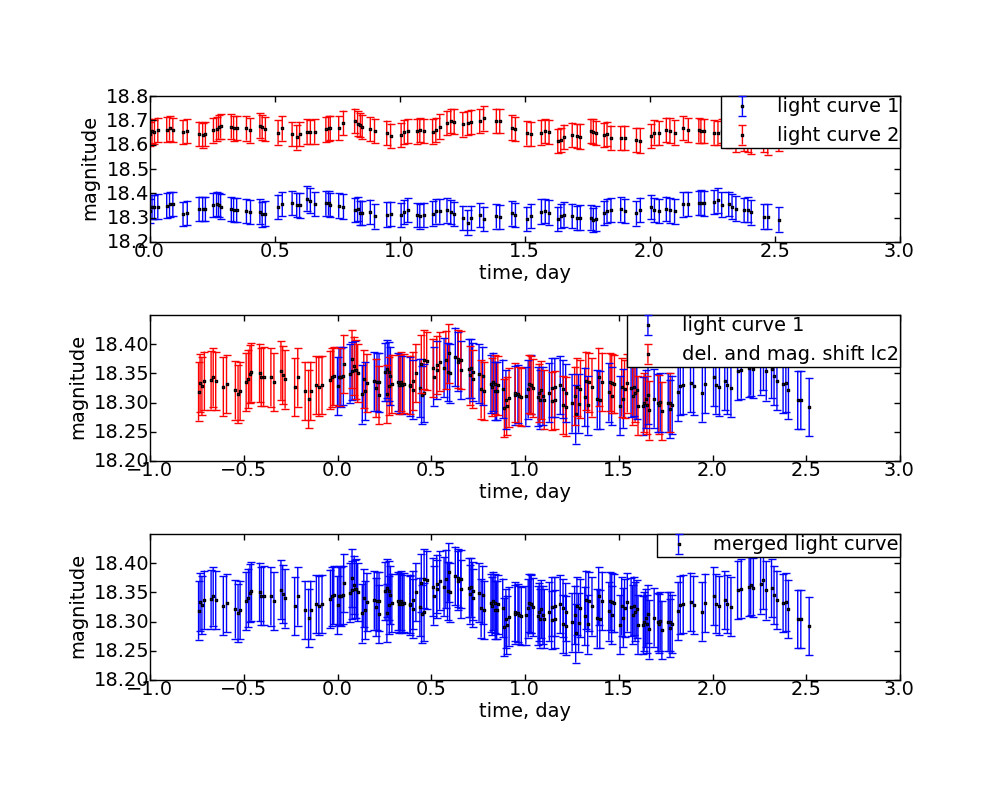 18.8
18.7
18.6
18.5
18.4
18.3
18.2
magnitude
light curve 1
light curve 2
0.0 0.5 1.0 1.5 2.0 2.5 3.0
time, day
18.40
18.35
18.30
18.25
18.20
magnitude
light curve 1
del. and mag. shift lc2
−1.0 −0.5 0.0 0.5 1.0 1.5 2.0 2.5 3.0
time, day
18.40
18.35
18.30
18.25
18.20
magnitude
merged light curve
−1.0 −0.5 0.0 0.5 1.0 1.5 2.0 2.5 3.0
time, day